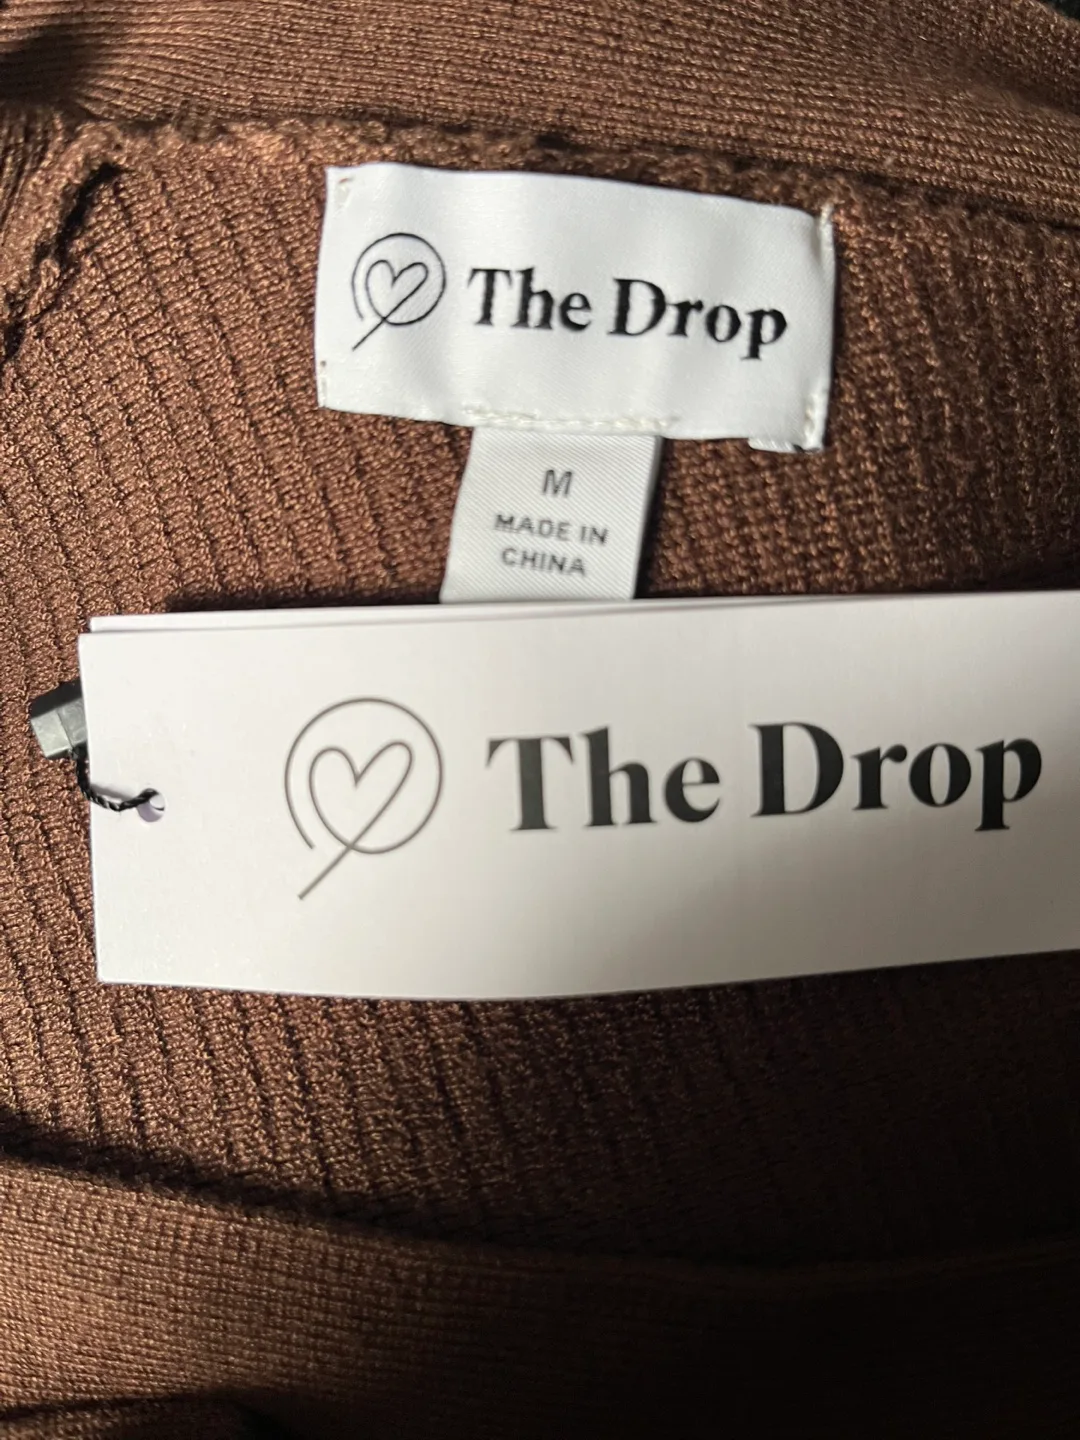 The Drop
M
MADE IN
CHINA
The Drop